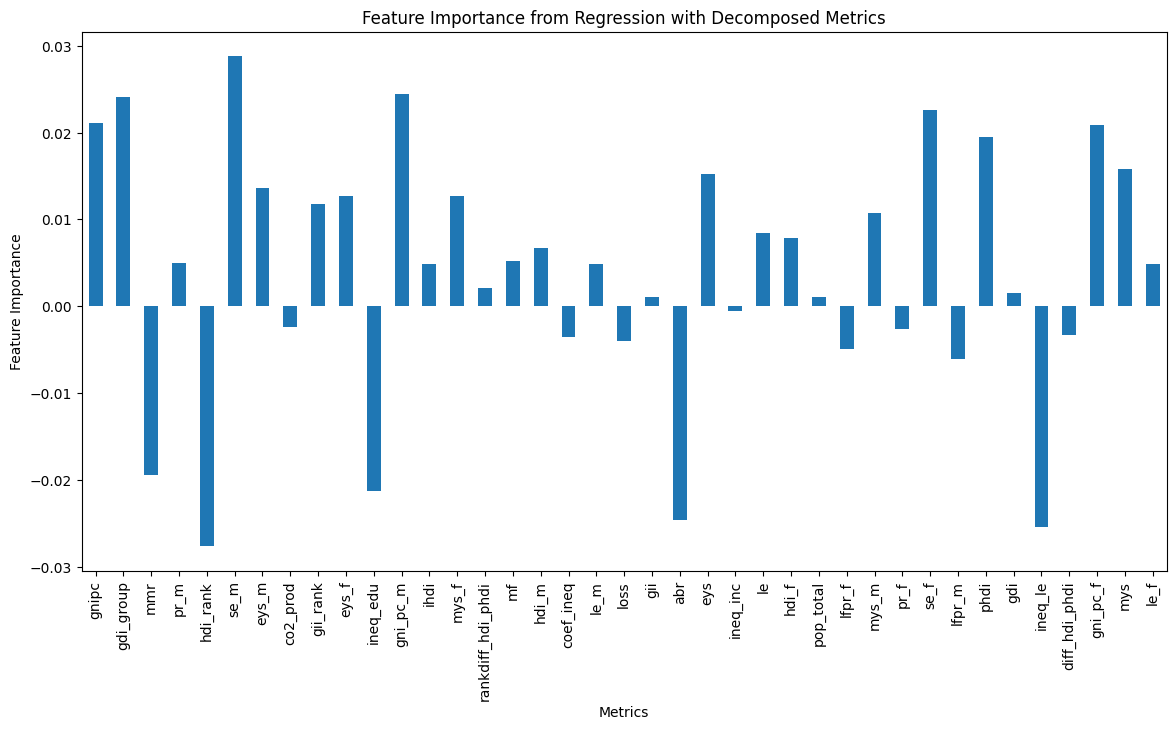 Feature Importance from Regression with Decomposed Metrics
Feature Importance
0.03
0.02
0.01
0.00
−0.01
−0.02
−0.03
gnipc
gdi_group
mmr
pr_m
hdi_rank
se_m
eys_m
co2_prod
gii_rank
eys_f
ineq_edu
gni_pc_m
ihdi
mys_f
rankdiff_hdi_phdi
mf
hdi_m
coef_ineq
le_m
loss
gii
abr
eys
ineq_inc
le
hdi_f
pop_total
lfpr_f
mys_m
pr_f
se_f
lfpr_m
phdi
gdi
ineq_le
diff_hdi_phdi
gni_pc_f
mys
le_f
Metrics